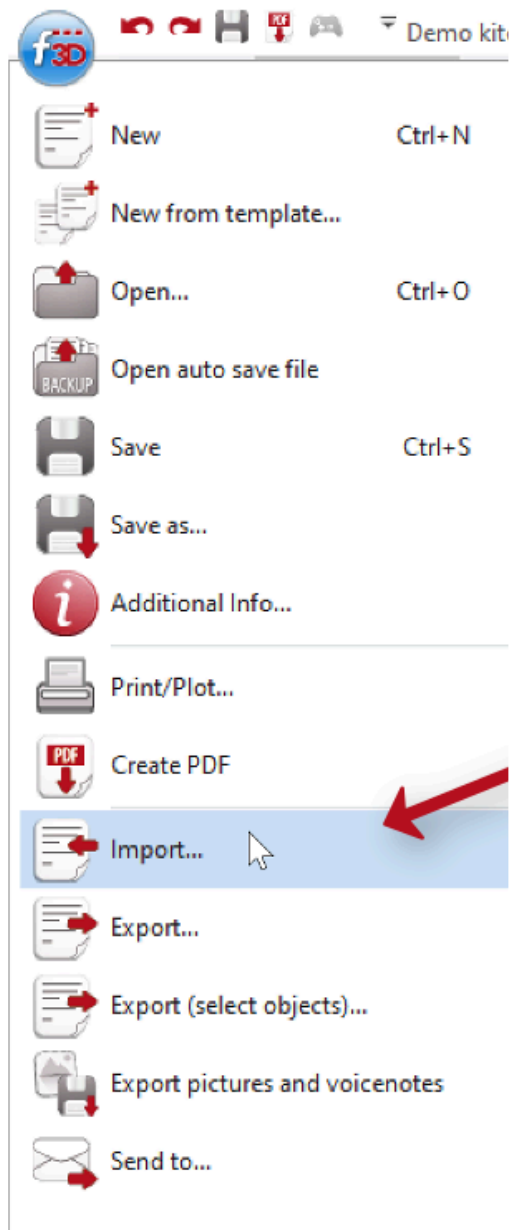 f3D
PDF
Demo kit
New Ctrl+N
New from template...
Open... Ctrl+O
BACKUP
Open auto save file
Save Ctrl+S
Save as...
i
Additional Info...
Print/Plot...
PDF
Create PDF
Import...
Export...
Export (select objects)...
Export pictures and voicenotes
Send to...